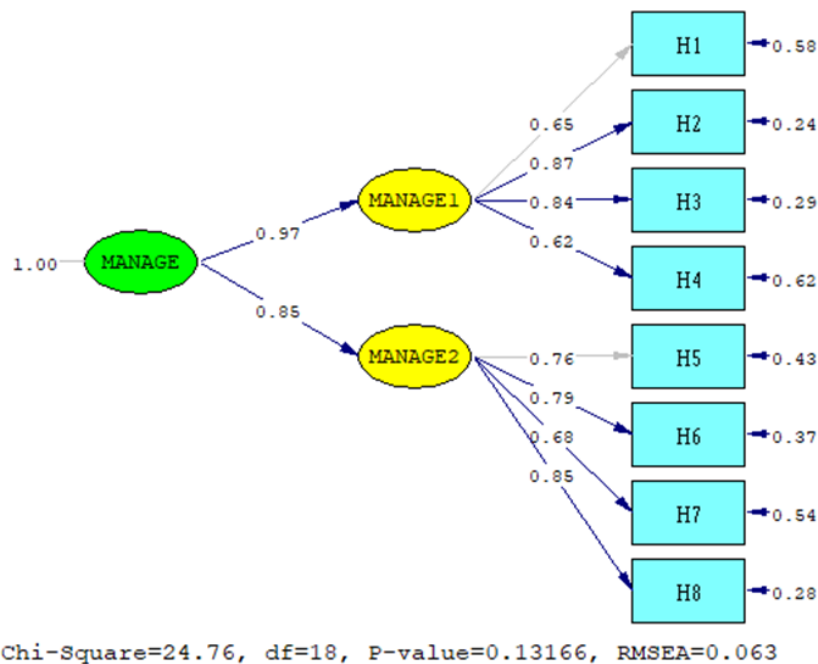 H1
0.58
0.65
H2
0.24
0.87
MANAGE1
H3
0.29
0.84
0.97
0.62
1.00
MANAGE
H4
0.62
0.85
MANAGE2
0.76
H5
0.43
0.79
0.68
H6
0.37
0.85
H7
0.54
H8
0.28
Chi-Square=24.76, df=18, P-value=0.13166, RMSEA=0.063